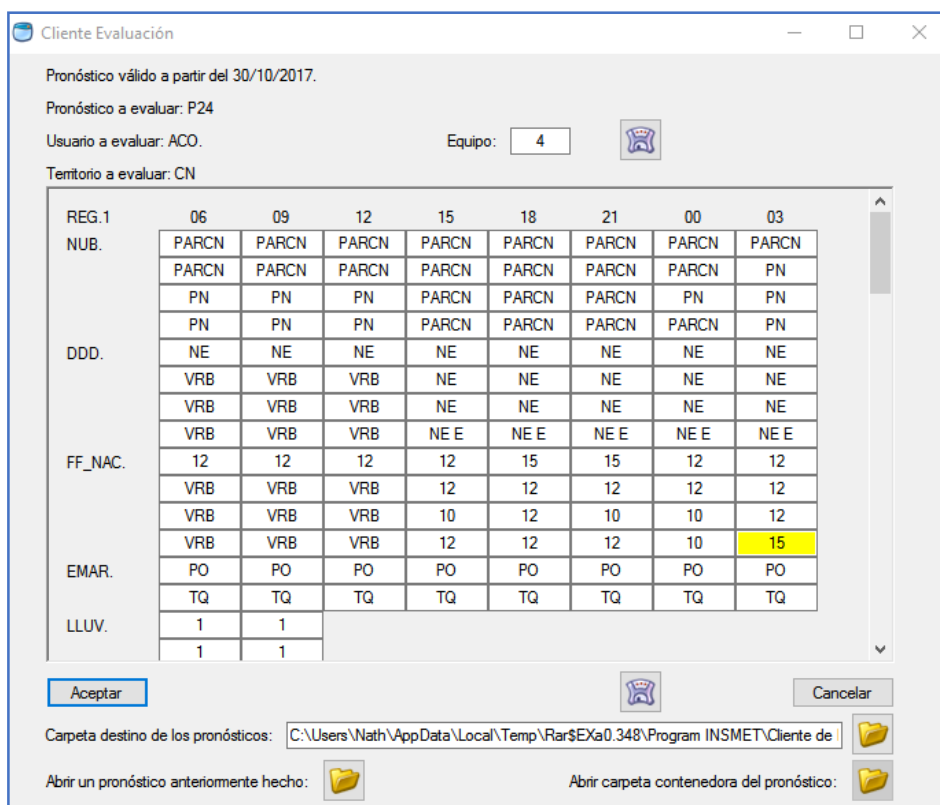 Cliente Evaluación
Pronóstico válido a partir del 30/10/2017.
Pronóstico a evaluar: P24
Usuario a evaluar: ACO. Equipo: 4
Territorio a evaluar: CN
REG.1 06 09 12 15 18 21 00 03
NUB. PARCN PARCN PARCN PARCN PARCN PARCN PARCN PARCN
PARCN PARCN PARCN PARCN PARCN PARCN PARCN PN
PN PN PN PARCN PARCN PARCN PN PN
PN PN PN PARCN PARCN PARCN PARCN PN
DDD. NE NE NE NE NE NE NE NE
VRB VRB VRB NE NE NE NE NE
VRB VRB VRB NE NE NE NE NE
VRB VRB VRB NE E NE E NE E NE E NE E
FF_NAC. 12 12 12 12 15 15 12 12
VRB VRB VRB 12 12 12 12 12
VRB VRB VRB 10 12 10 10 12
VRB VRB VRB 12 12 12 10 15
EMAR. PO PO PO PO PO PO PO PO
TQ TQ TQ TQ TQ TQ TQ TQ
LLUV. 1 1
1 1
Aceptar Cancelar
Carpeta destino de los pronósticos: C:\Users\Nath\AppData\Local\Temp\Rar$EXa0.348\Program INSMET\Cliente de
Abrir un pronóstico anteriormente hecho: Abrir carpeta contenedora del pronóstico: